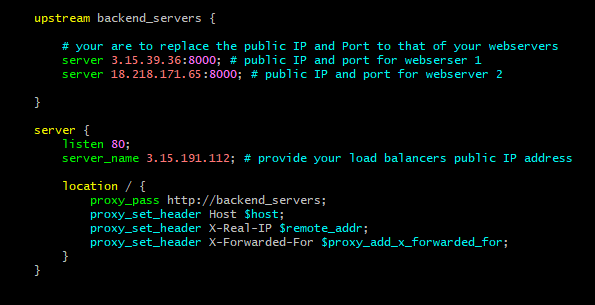 upstream backend_servers {
# your are to replace the public IP and Port to that of your webservers
server 3.15.39.36:8000; # public IP and port for webserser 1
server 18.218.171.65:8000; # public IP and port for webserver 2
}
server {
listen 80;
server_name 3.15.191.112; # provide your load balancers public IP address
location / {
proxy_pass http://backend_servers;
proxy_set_header Host $host;
proxy_set_header X-Real-IP $remote_addr;
proxy_set_header X-Forwarded-For $proxy_add_x_forwarded_for;
}
}